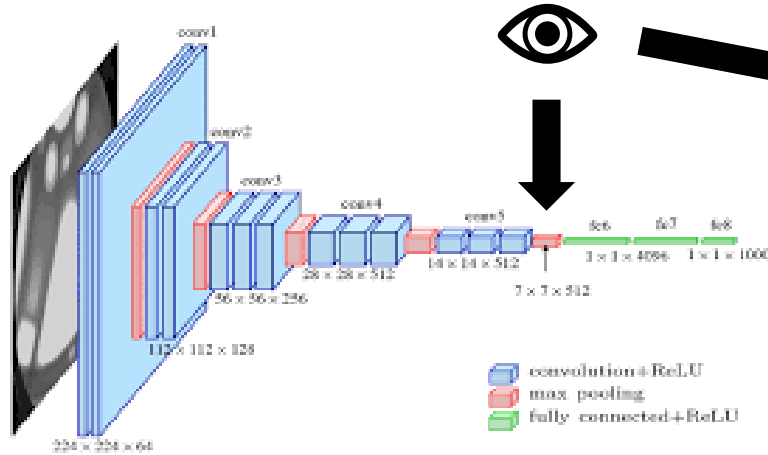 conv1
conv2
conv3
conv4
conv5
fc6
fc7
fc8
1 × 1 × 4096
1 × 1 × 1000
14 × 14 × 512
28 × 28 × 512
7 × 7 × 512
56 × 56 × 256
112 × 112 × 128
convolution+ReLU
max pooling
fully connected+ReLU
224 × 224 × 64